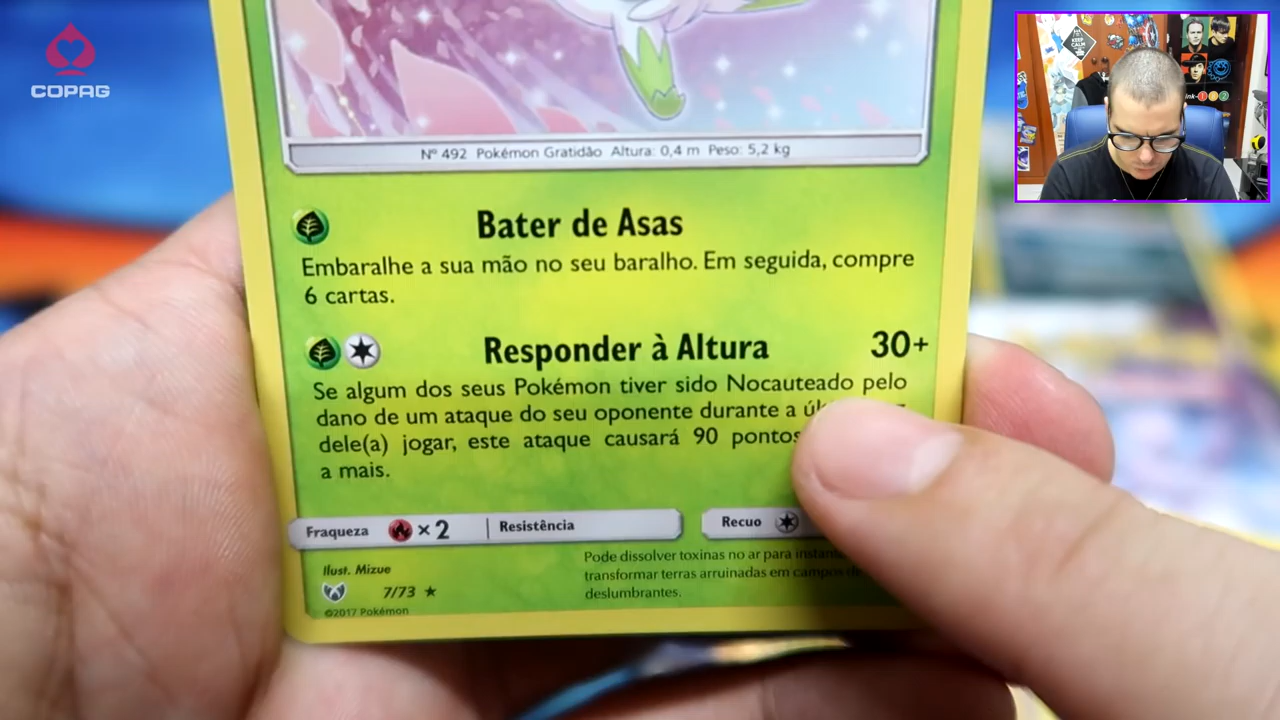 COPAG
KEEP CALM
Nº 492 Pokémon Gratidão Altura: 0,4 m Peso: 5,2 kg
Bater de Asas
Embaralhe a sua mão no seu baralho. Em seguida, compre
6 cartas.
Responder à Altura 30+
Se algum dos seus Pokémon tiver sido Nocauteado pelo
dano de um ataque do seu oponente durante a
dele(a) jogar, este ataque causará 90 pontos
a mais.
Fraqueza ×2 Resistência Recuo
Ilust. Mizue
7/73 ★
©2017 Pokémon
Pode dissolver toxinas no ar para
transformar terras arruinadas em campos
deslumbrantes.